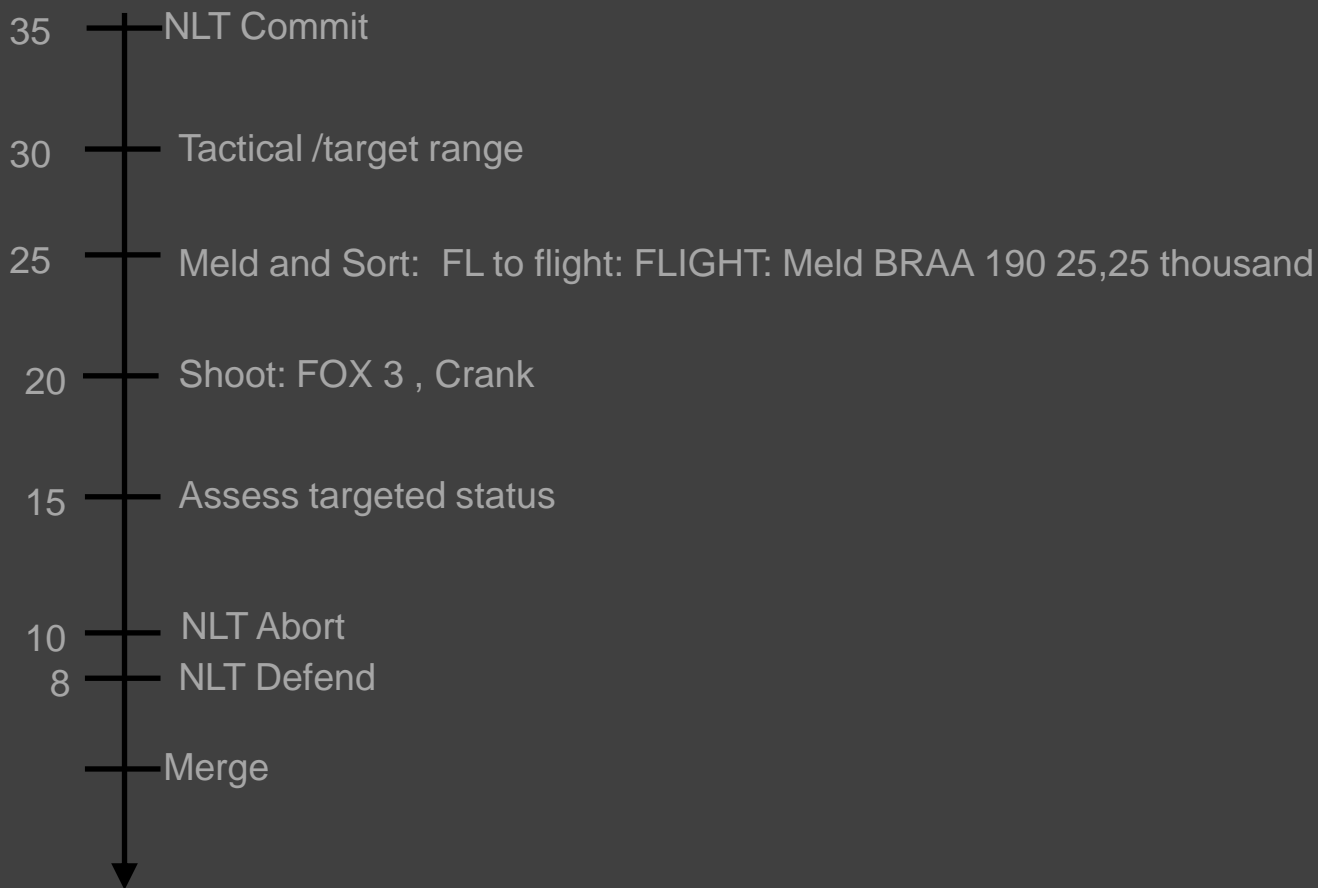 35 NLT Commit
30 Tactical /target range
25 Meld and Sort: FL to flight: FLIGHT: Meld BRAA 190 25,25 thousand
20 Shoot: FOX 3 , Crank
15 Assess targeted status
10 NLT Abort
8 NLT Defend
Merge